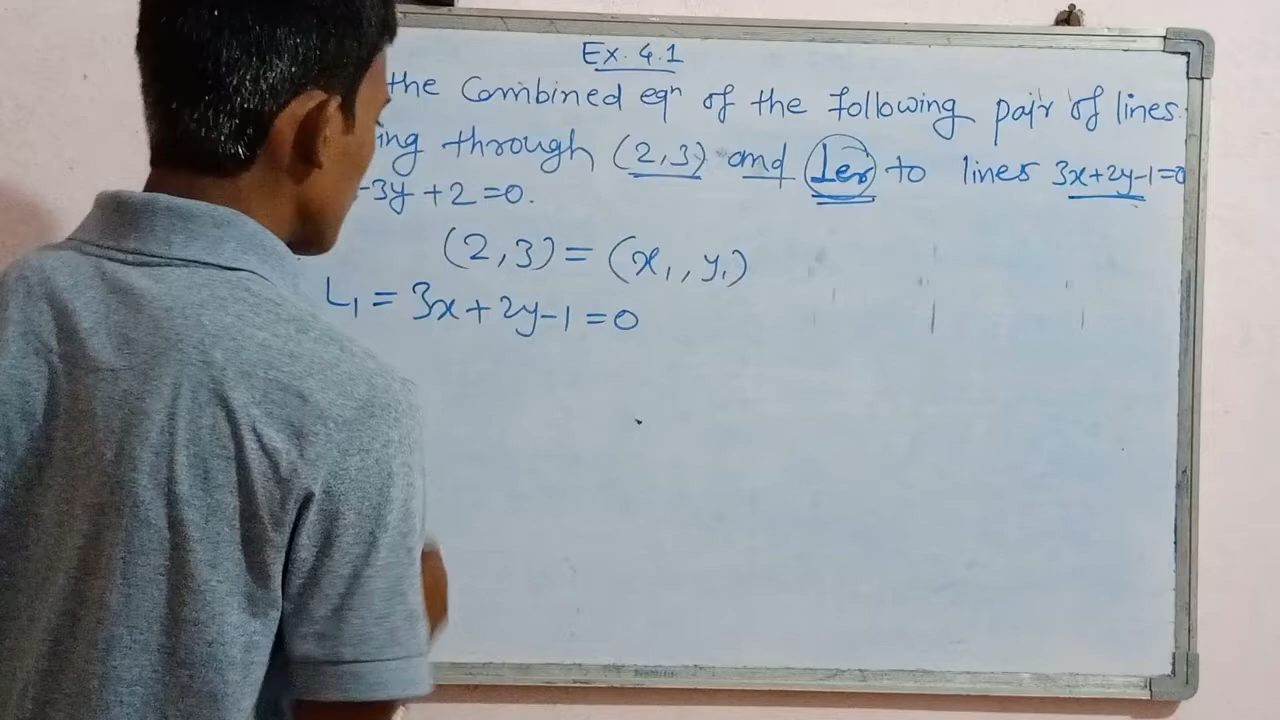 Ex. 4.1
the Combined eqⁿ of the following pair of lines.
ing through (2,3) and ⊥er to lines 3x+2y-1=0
-3y+2=0.
(2,3) = (x₁, y₁)
L₁ = 3x+2y-1=0